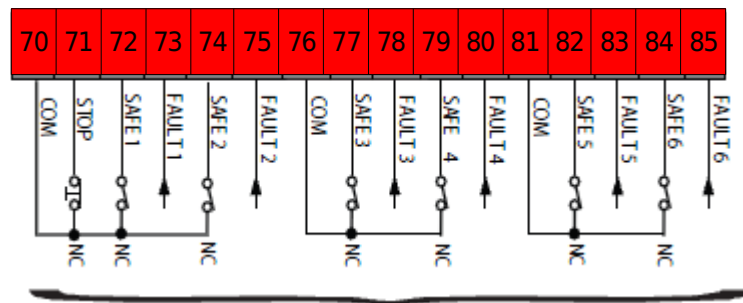 70 71 72 73 74 75 76 77 78 79 80 81 82 83 84 85
COM
STOP
SAFE 1
FAULT 1
SAFE 2
FAULT 2
COM
SAFE 3
FAULT 3
SAFE 4
FAULT 4
COM
SAFE 5
FAULT 5
SAFE 6
FAULT 6
NC
NC
NC
NC
NC
NC
NC